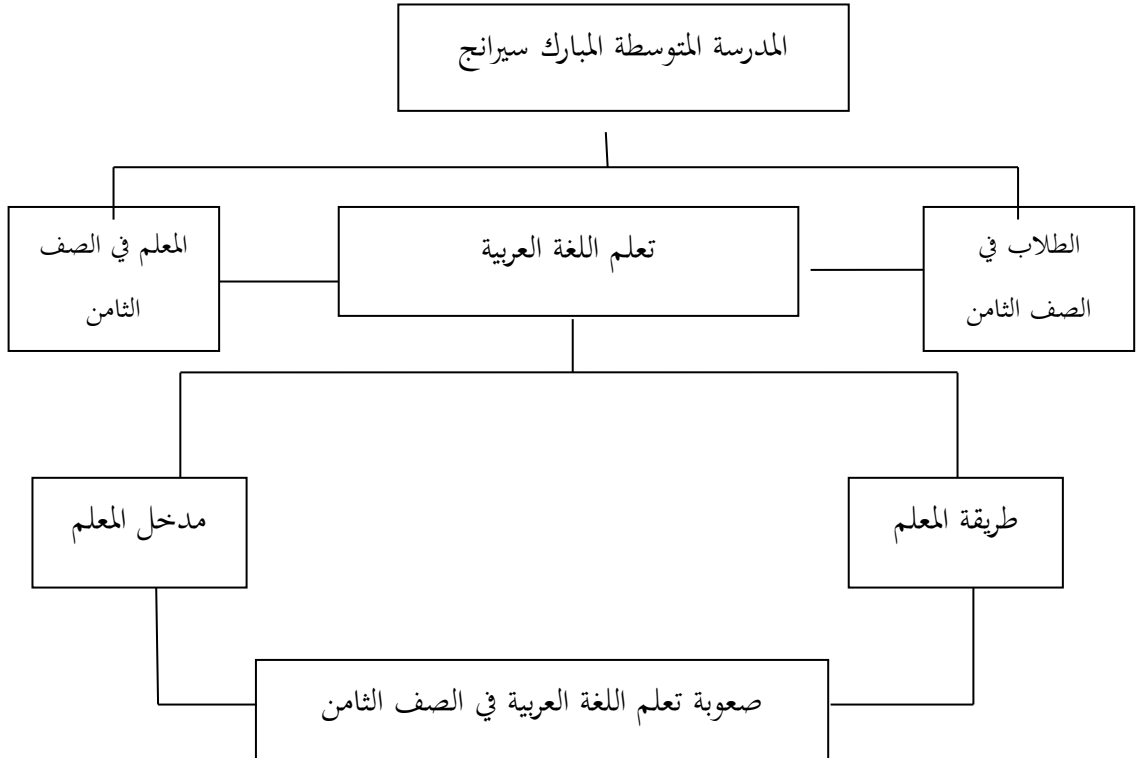 المدرسة المتوسطة المبارك سيرانج
الطلاب في
الصف الثامن
تعلم اللغة العربية
المعلم في الصف
الثامن
طريقة المعلم
مدخل المعلم
صعوبة تعلم اللغة العربية في الصف الثامن